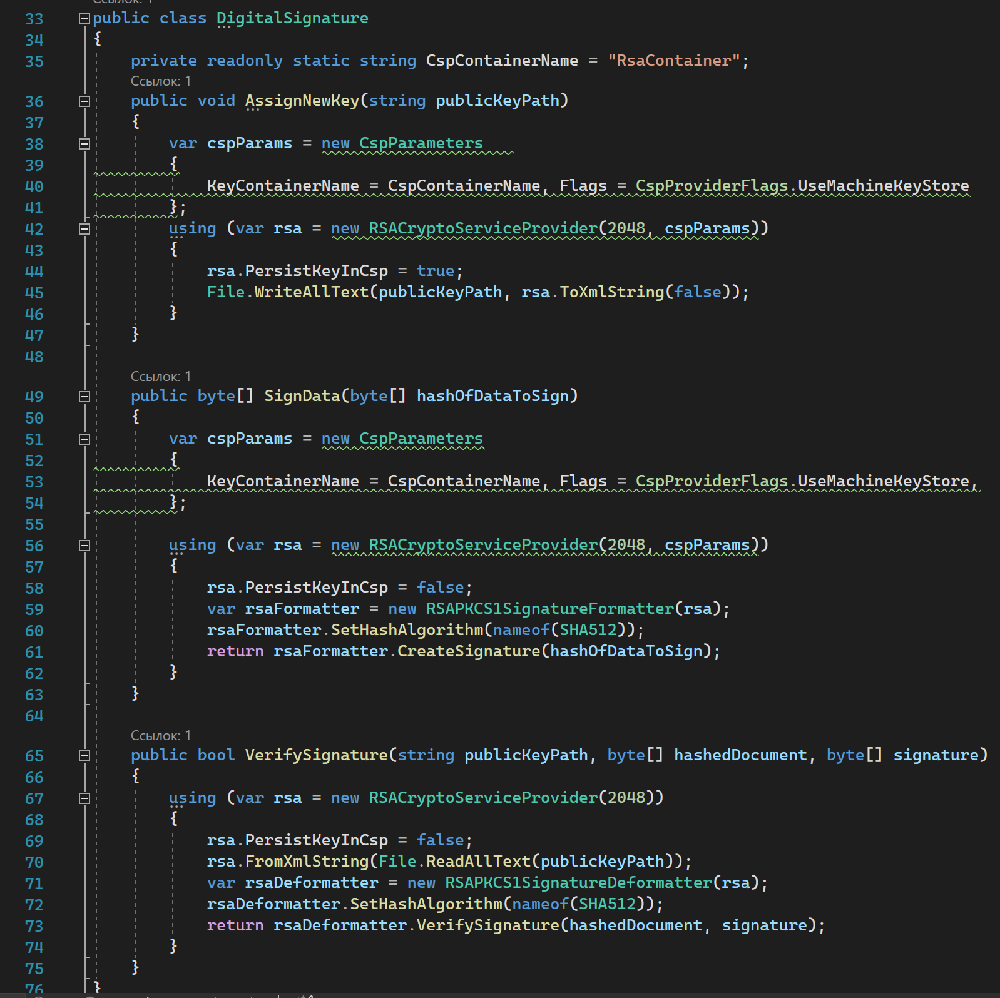 Ссылок: 1
33 public class DigitalSignature
34 {
35 private readonly static string CspContainerName = "RsaContainer";
Ссылок: 1
36 public void AssignNewKey(string publicKeyPath)
37 {
38 var cspParams = new CspParameters
39 {
40 KeyContainerName = CspContainerName, Flags = CspProviderFlags.UseMachineKeyStore
41 };
42 using (var rsa = new RSACryptoServiceProvider(2048, cspParams))
43 {
44 rsa.PersistKeyInCsp = true;
45 File.WriteAllText(publicKeyPath, rsa.ToXmlString(false));
46 }
47 }
48
Ссылок: 1
49 public byte[] SignData(byte[] hashOfDataToSign)
50 {
51 var cspParams = new CspParameters
52 {
53 KeyContainerName = CspContainerName, Flags = CspProviderFlags.UseMachineKeyStore,
54 };
55
56 using (var rsa = new RSACryptoServiceProvider(2048, cspParams))
57 {
58 rsa.PersistKeyInCsp = false;
59 var rsaFormatter = new RSAPKCS1SignatureFormatter(rsa);
60 rsaFormatter.SetHashAlgorithm(nameof(SHA512));
61 return rsaFormatter.CreateSignature(hashOfDataToSign);
62 }
63 }
64
Ссылок: 1
65 public bool VerifySignature(string publicKeyPath, byte[] hashedDocument, byte[] signature)
66 {
67 using (var rsa = new RSACryptoServiceProvider(2048))
68 {
69 rsa.PersistKeyInCsp = false;
70 rsa.FromXmlString(File.ReadAllText(publicKeyPath));
71 var rsaDeformatter = new RSAPKCS1SignatureDeformatter(rsa);
72 rsaDeformatter.SetHashAlgorithm(nameof(SHA512));
73 return rsaDeformatter.VerifySignature(hashedDocument, signature);
74 }
75 }
76 }